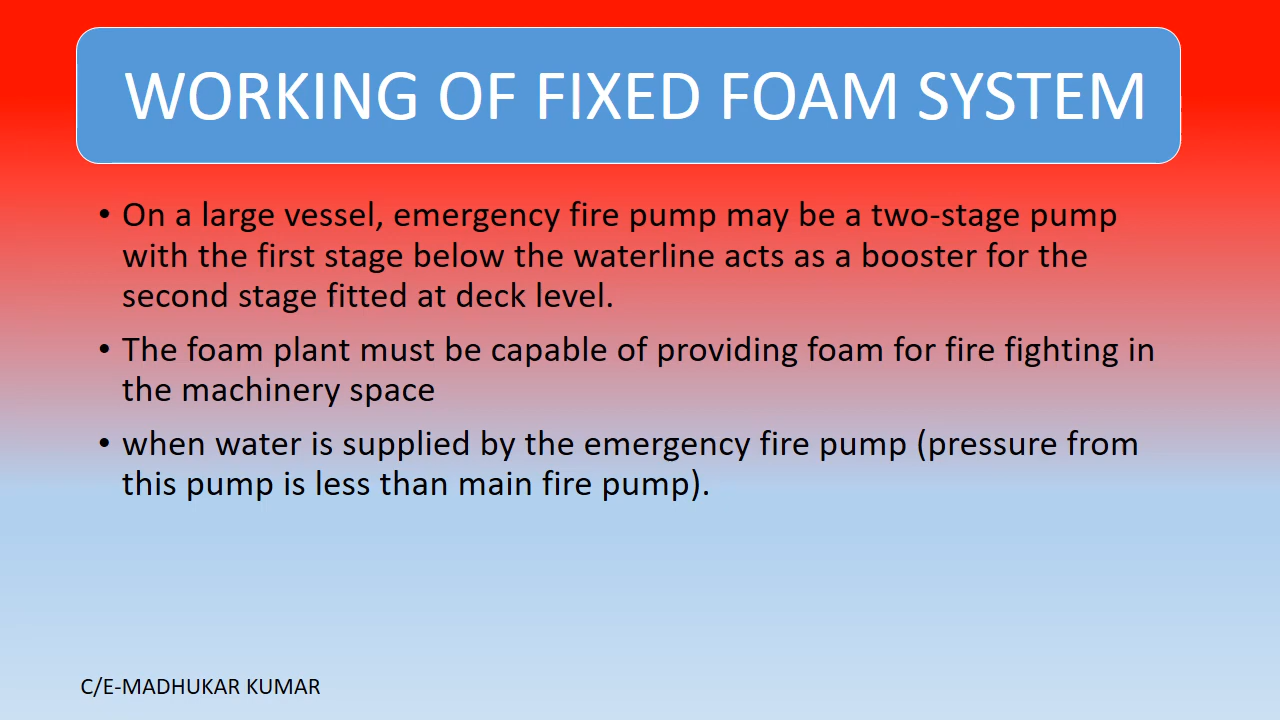 WORKING OF FIXED FOAM SYSTEM
• On a large vessel, emergency fire pump may be a two-stage pump
with the first stage below the waterline acts as a booster for the
second stage fitted at deck level.
• The foam plant must be capable of providing foam for fire fighting in
the machinery space
• when water is supplied by the emergency fire pump (pressure from
this pump is less than main fire pump).
C/E-MADHUKAR KUMAR